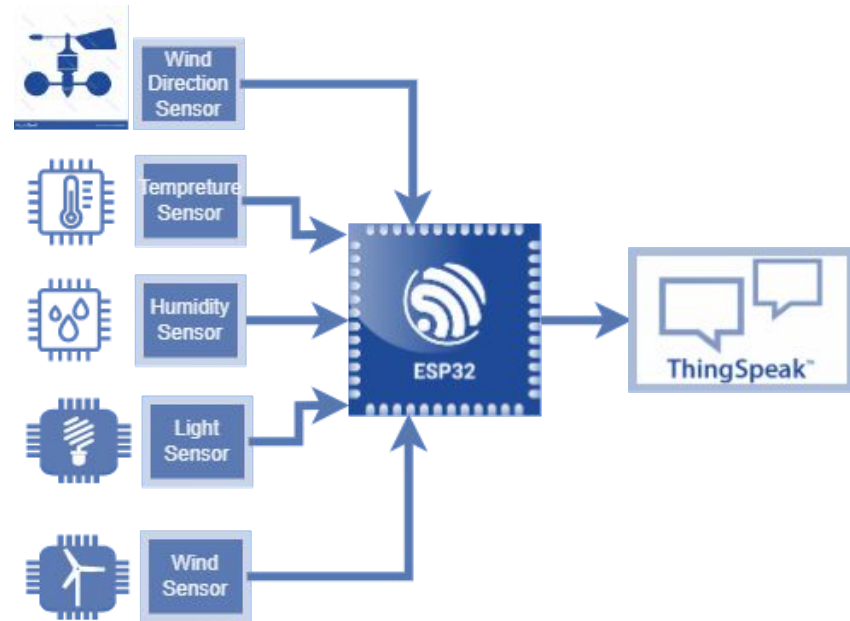 Wind
Direction
Sensor
Tempreture
Sensor
Humidity
Sensor
Light
Sensor
Wind
Sensor
ESP32
ThingSpeak™